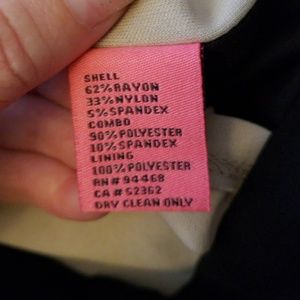 SHELL
62% RAYON
33% NYLON
5% SPANDEX
COMBO
90% POLYESTER
10% SPANDEX
LINING
100% POLYESTER
RN# 94468
CA# 52362
DRY CLEAN ONLY